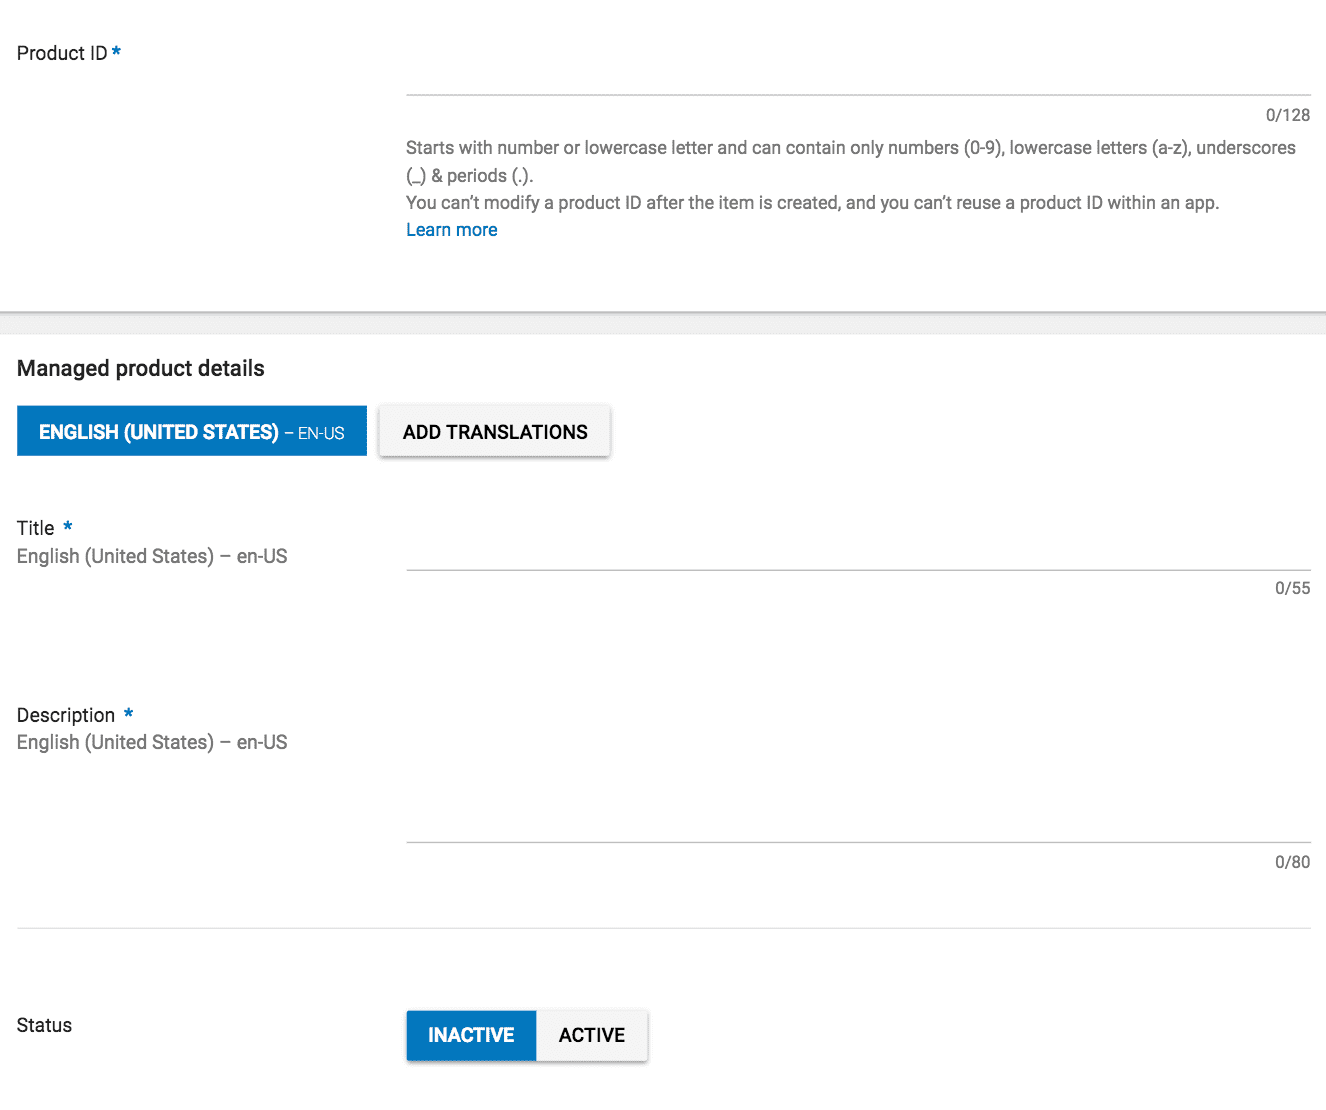 Product ID *
0/128
Starts with number or lowercase letter and can contain only numbers (0-9), lowercase letters (a-z), underscores
(_) & periods (.).
You can’t modify a product ID after the item is created, and you can’t reuse a product ID within an app.
Learn more
Managed product details
ENGLISH (UNITED STATES) – EN-US
ADD TRANSLATIONS
Title *
English (United States) – en-US
0/55
Description *
English (United States) – en-US
0/80
Status
INACTIVE
ACTIVE